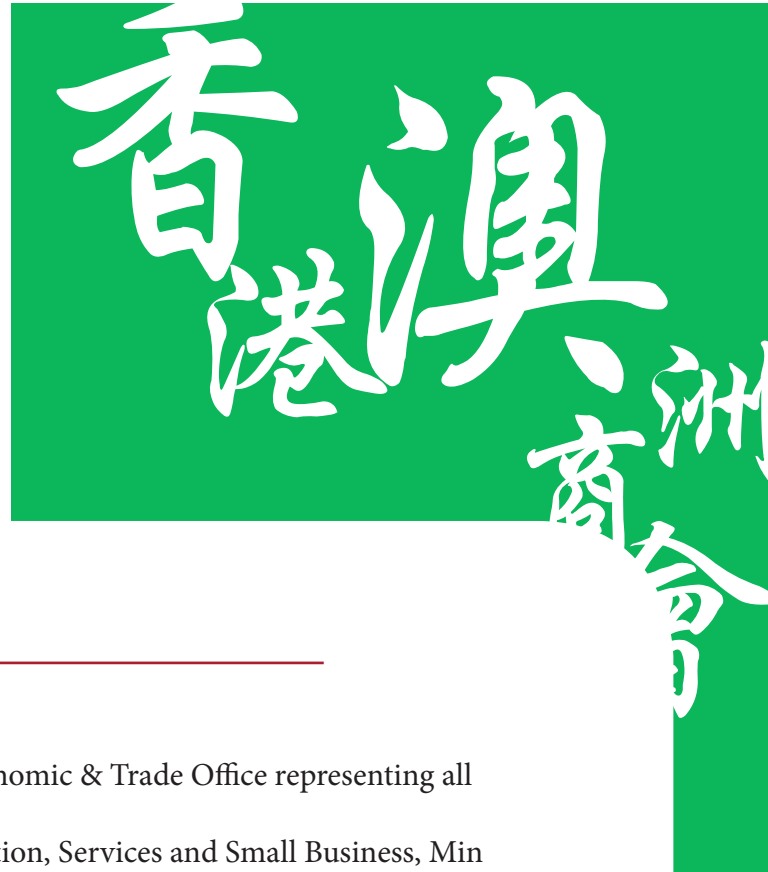 香港澳洲商會
nomic & Trade Office representing all
tion, Services and Small Business, Min